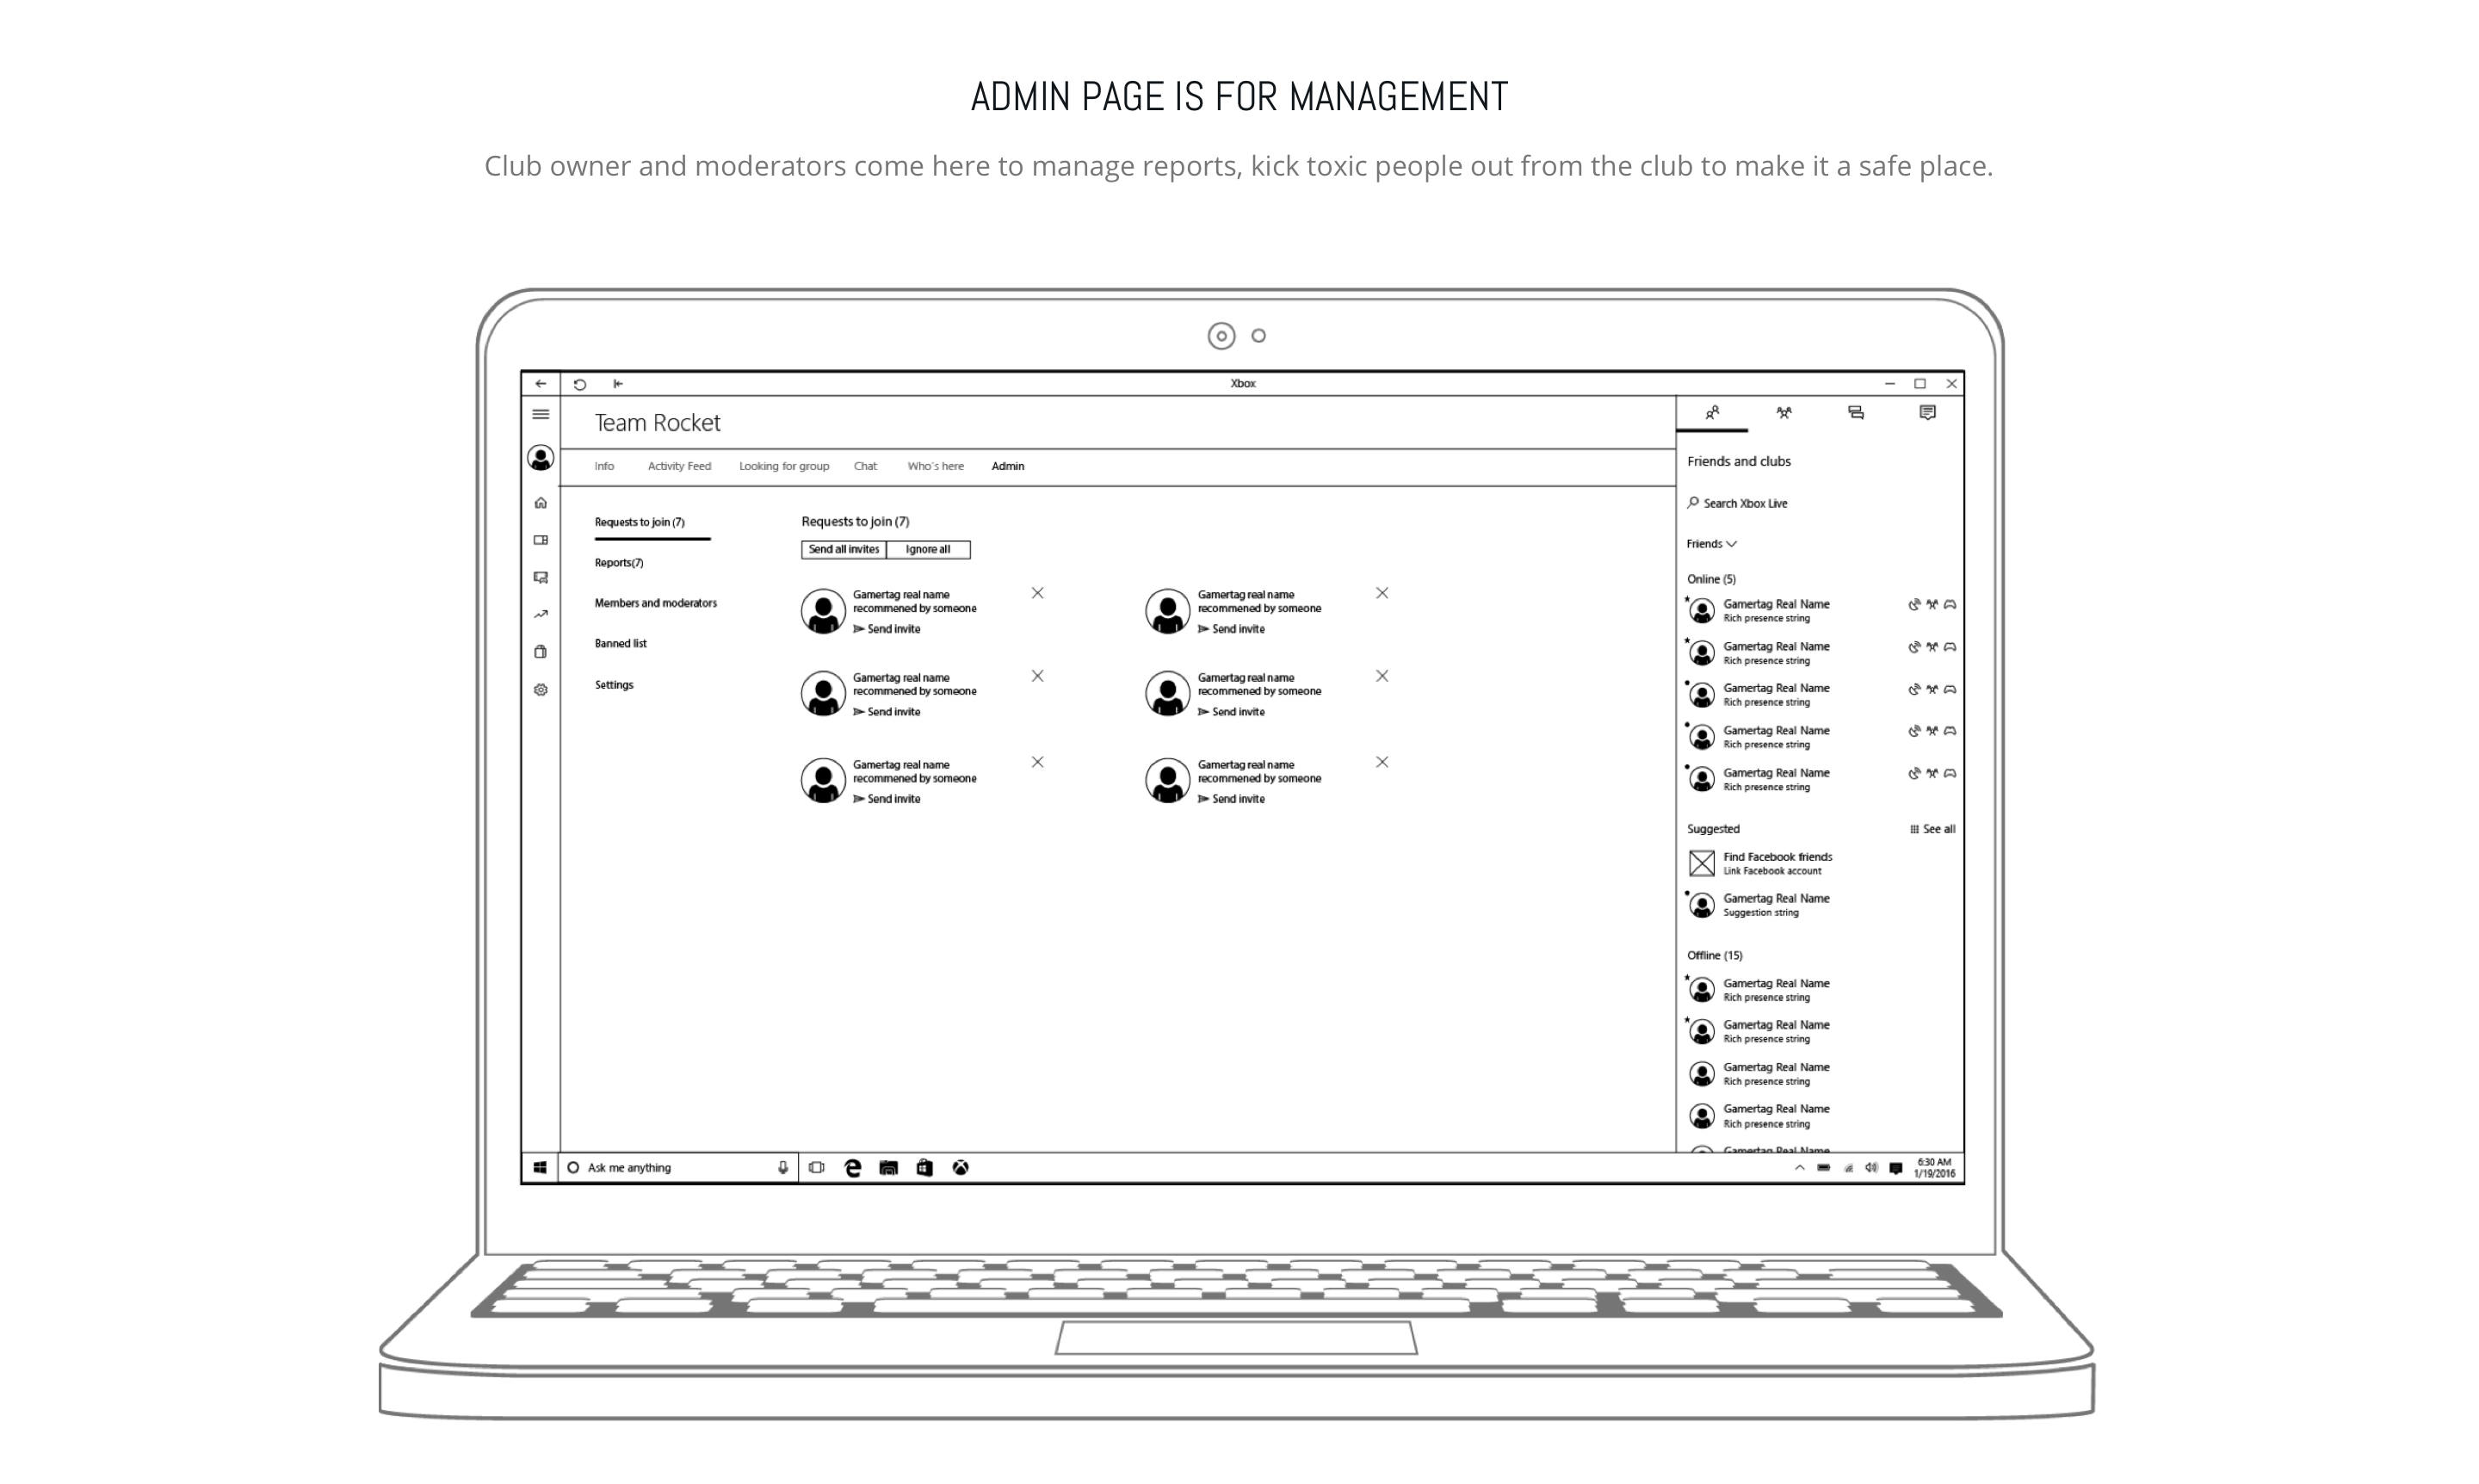 ADMIN PAGE IS FOR MANAGEMENT
Club owner and moderators come here to manage reports, kick toxic people out from the club to make it a safe place.
Xbox
Team Rocket
Info Activity Feed Looking for group Chat Who's here Admin
Requests to join (7)
Reports(7)
Members and moderators
Banned list
Settings
Requests to join (7)
Send all invites Ignore all
Gamertag real name
recommened by someone
Send invite
Gamertag real name
recommened by someone
Send invite
Gamertag real name
recommened by someone
Send invite
Gamertag real name
recommened by someone
Send invite
Gamertag real name
recommened by someone
Send invite
Gamertag real name
recommened by someone
Send invite
Friends and clubs
Search Xbox Live
Friends
Online (5)
Gamertag Real Name
Rich presence string
Gamertag Real Name
Rich presence string
Gamertag Real Name
Rich presence string
Gamertag Real Name
Rich presence string
Gamertag Real Name
Rich presence string
Suggested See all
Find Facebook friends
Link Facebook account
Gamertag Real Name
Suggestion string
Offline (15)
Gamertag Real Name
Rich presence string
Gamertag Real Name
Rich presence string
Gamertag Real Name
Rich presence string
Gamertag Real Name
Rich presence string
Gamertag Real Name
Ask me anything
6:30 AM
1/19/2016